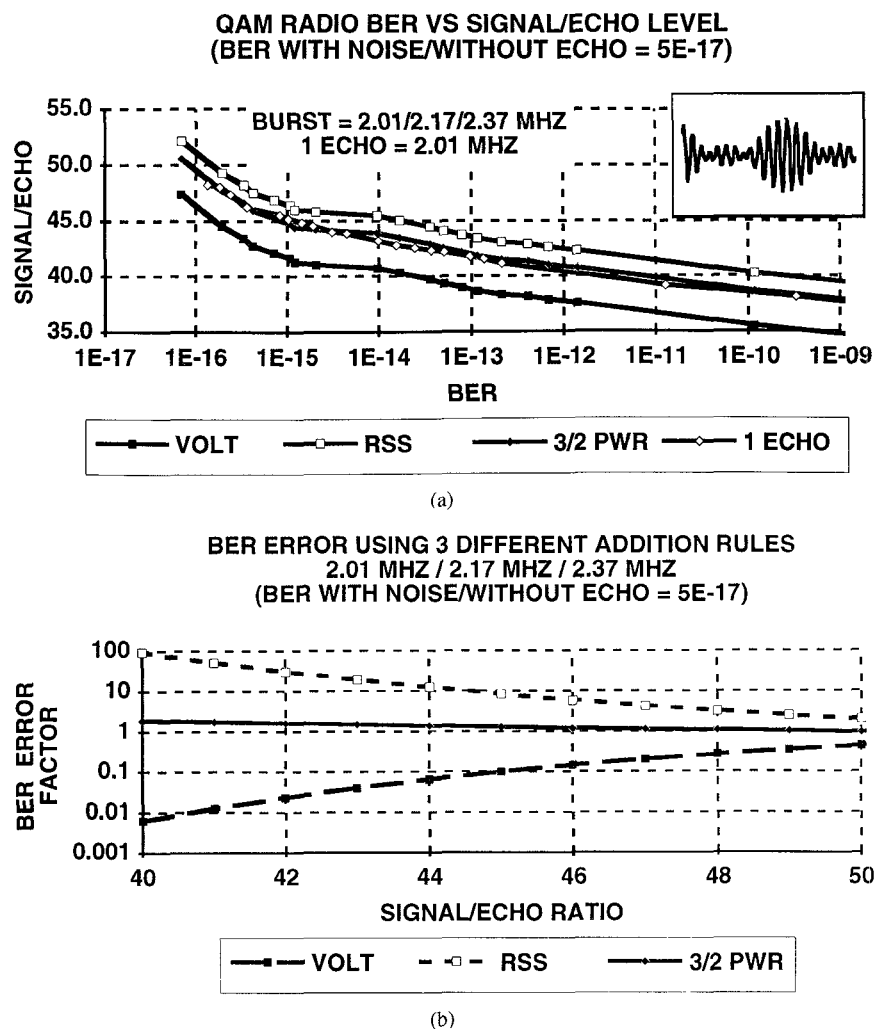 QAM RADIO BER VS SIGNAL/ECHO LEVEL
(BER WITH NOISE/WITHOUT ECHO = 5E-17)
BURST = 2.01/2.17/2.37 MHZ
1 ECHO = 2.01 MHZ
SIGNAL/ECHO
55.0
50.0
45.0
40.0
35.0
1E-17 1E-16 1E-15 1E-14 1E-13 1E-12 1E-11 1E-10 1E-09
BER
VOLT RSS 3/2 PWR 1 ECHO
(a)
BER ERROR USING 3 DIFFERENT ADDITION RULES
2.01 MHZ / 2.17 MHZ / 2.37 MHZ
(BER WITH NOISE/WITHOUT ECHO = 5E-17)
BER ERROR
FACTOR
100
10
1
0.1
0.01
0.001
40 42 44 46 48 50
SIGNAL/ECHO RATIO
VOLT RSS 3/2 PWR
(b)